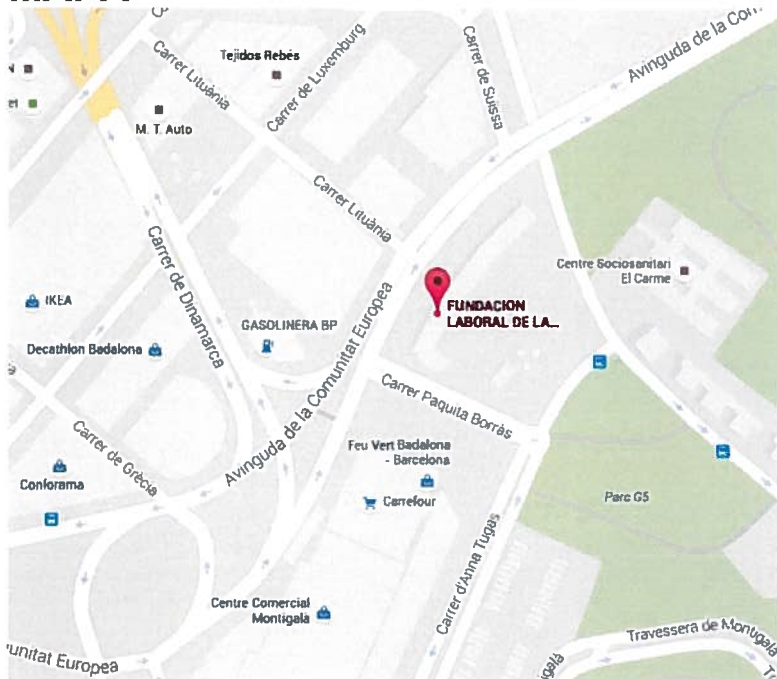 Tejidos Rebés
Carrer Lituània
Carrer de Luxemburg
Carrer de Suïssa
Avinguda de la Com
M. T. Auto
Carrer Lituània
Carrer de Dinamarca
Centre Sociosanitari
El Carme
IKEA
FUNDACION
LABORAL DE LA...
GASOLINERA BP
Decathlon Badalona
Avinguda de la Comunitat Europea
Carrer Paquita Borràs
Carrer de Grècia
Feu Vert Badalona
- Barcelona
Conforama
Carrefour
Parc G5
Carrer d'Anna Tugas
Centre Comercial
Montigalà
Travessera de Montigalà
unitat Europea